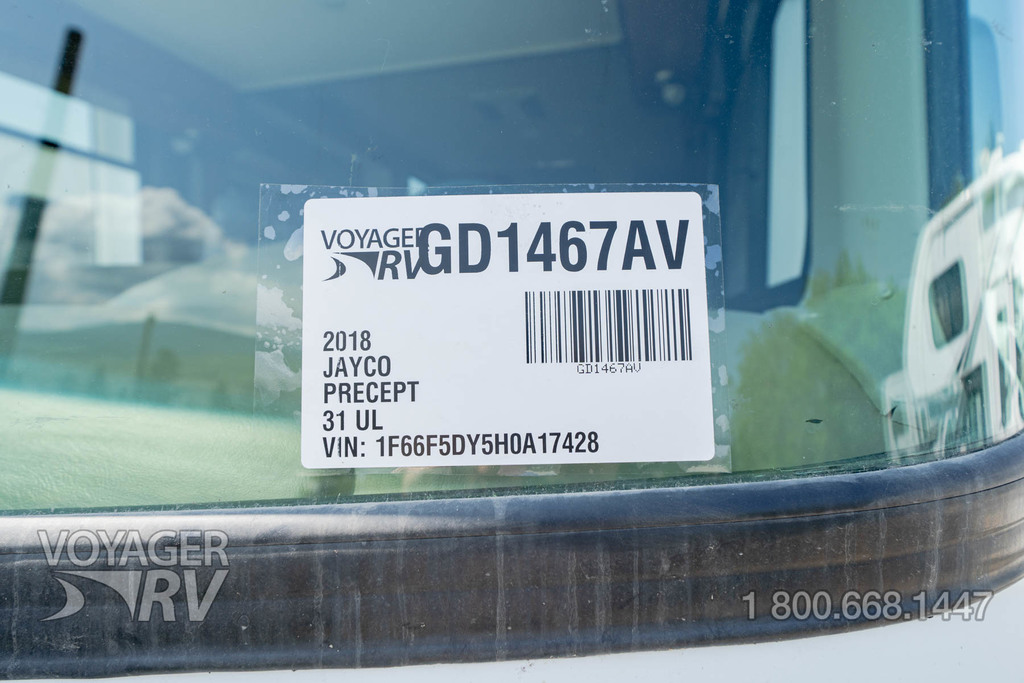 VOYAGER
RV
GD1467AV
GD1467AV
2018
JAYCO
PRECEPT
31 UL
VIN: 1F66F5DY5H0A17428
VOYAGER
RV
1 800.668.1447